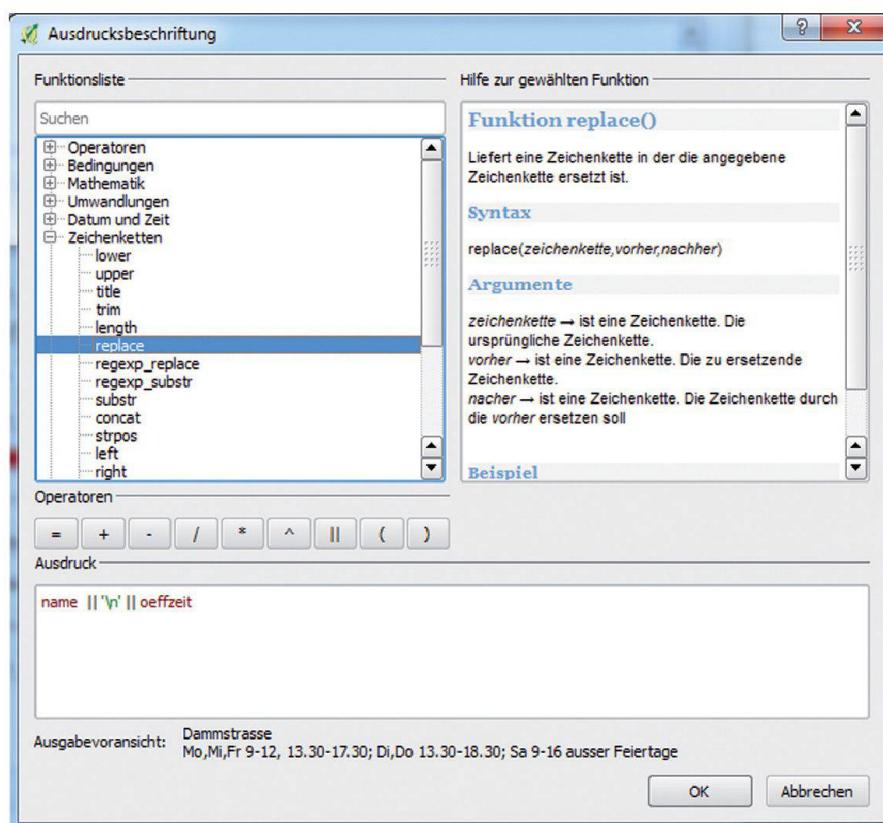 Ausdrucksbeschriftung
Funktionsliste
Suchen
Operatoren
Bedingungen
Mathematik
Umwandlungen
Datum und Zeit
Zeichenketten
lower
upper
title
trim
length
replace
regexp_replace
regexp_substr
substr
concat
strpos
left
right
Hilfe zur gewählten Funktion
Funktion replace()
Liefert eine Zeichenkette in der die angegebene
Zeichenkette ersetzt ist.
Syntax
replace(zeichenkette,vorher,nachher)
Argumente
zeichenkette → ist eine Zeichenkette. Die
ursprüngliche Zeichenkette.
vorher → ist eine Zeichenkette. Die zu ersetzende
Zeichenkette.
nacher → ist eine Zeichenkette. Die Zeichenkette durch
die vorher ersetzen soll
Beispiel
Operatoren
= + - / * ^ || ( )
Ausdruck
name || '\n' || oeffzeit
Ausgabevoransicht: Dammstrasse
Mo,Mi,Fr 9-12, 13.30-17.30; Di,Do 13.30-18.30; Sa 9-16 ausser Feiertage
OK Abbrechen